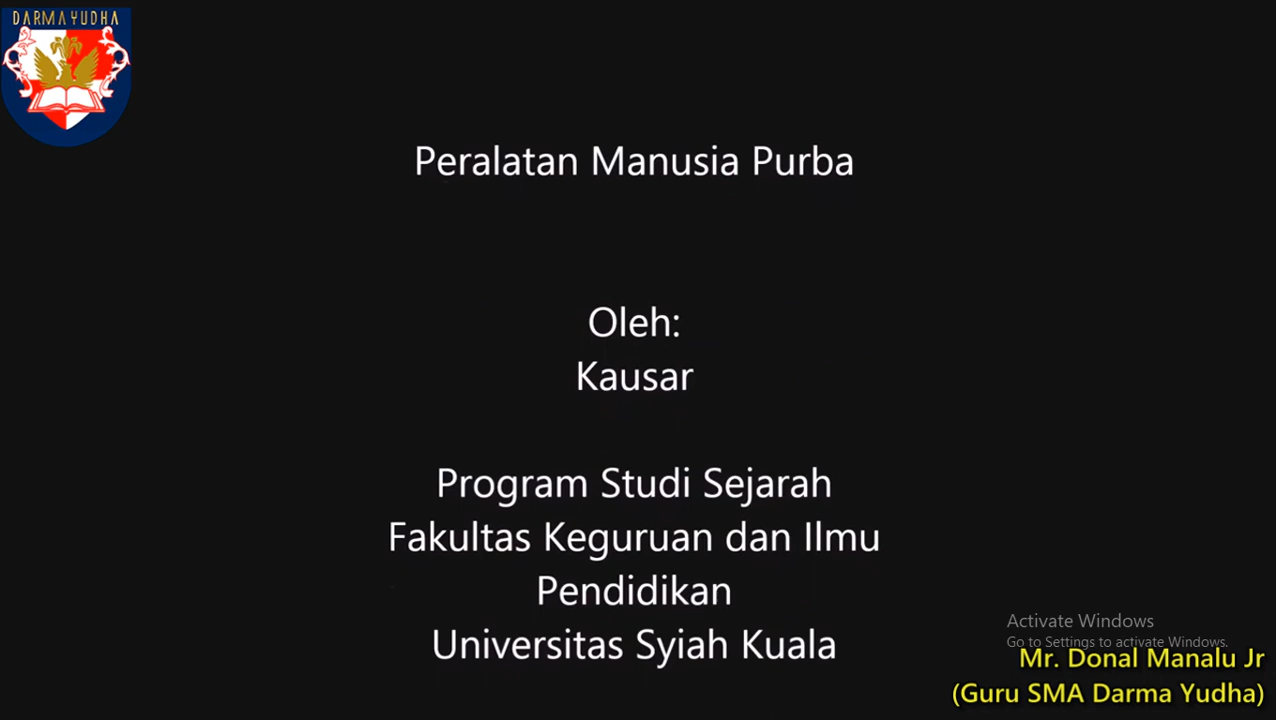 DARMA YUDHA
Peralatan Manusia Purba
Oleh:
Kausar
Program Studi Sejarah
Fakultas Keguruan dan Ilmu
Pendidikan
Universitas Syiah Kuala
Activate Windows
Go to Settings to activate Windows.
Mr. Donal Manalu Jr
(Guru SMA Darma Yudha)